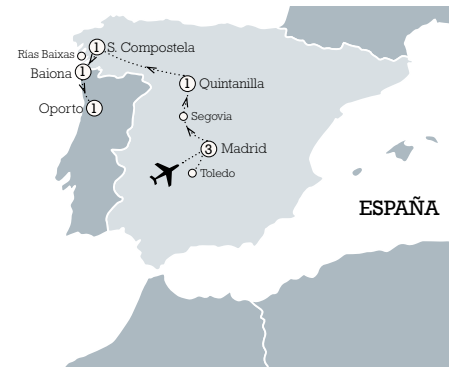 1 S. Compostela
Rías Baixas
Baiona 1
1 Quintanilla
Oporto 1
Segovia
3 Madrid
Toledo
ESPAÑA